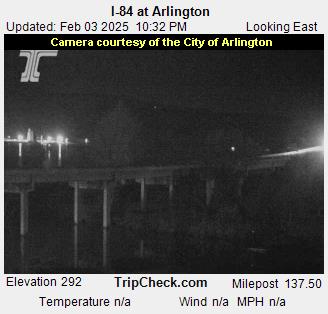 I-84 at Arlington
Updated: Feb 03 2025 10:32 PM Looking East
Camera courtesy of the City of Arlington
Elevation 292 TripCheck.com Milepost 137.50
Temperature n/a Wind n/a MPH n/a